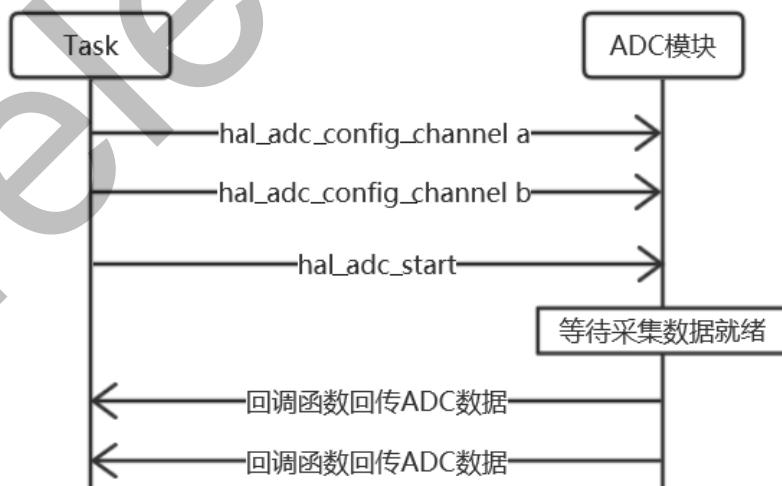 Task
ADC模块
hal_adc_config_channel a
hal_adc_config_channel b
hal_adc_start
等待采集数据就绪
回调函数回传ADC数据
回调函数回传ADC数据